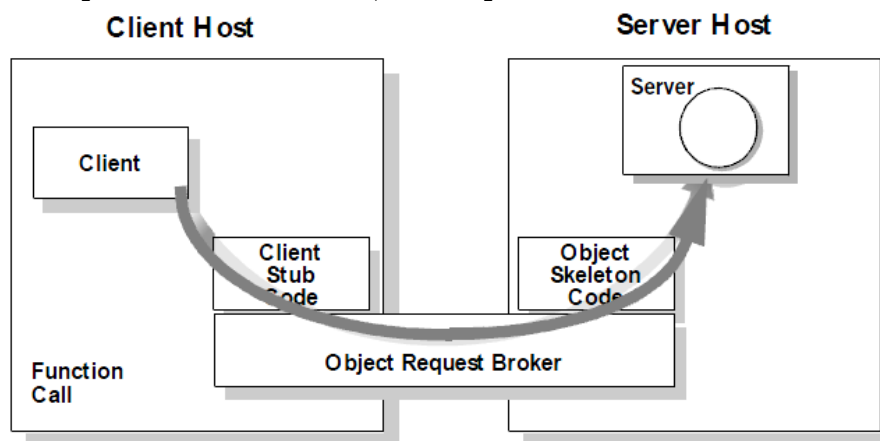 Client Host
Server Host
Server
Client
Client
Stub
Code
Object
Skeleton
Code
Object Request Broker
Function
Call